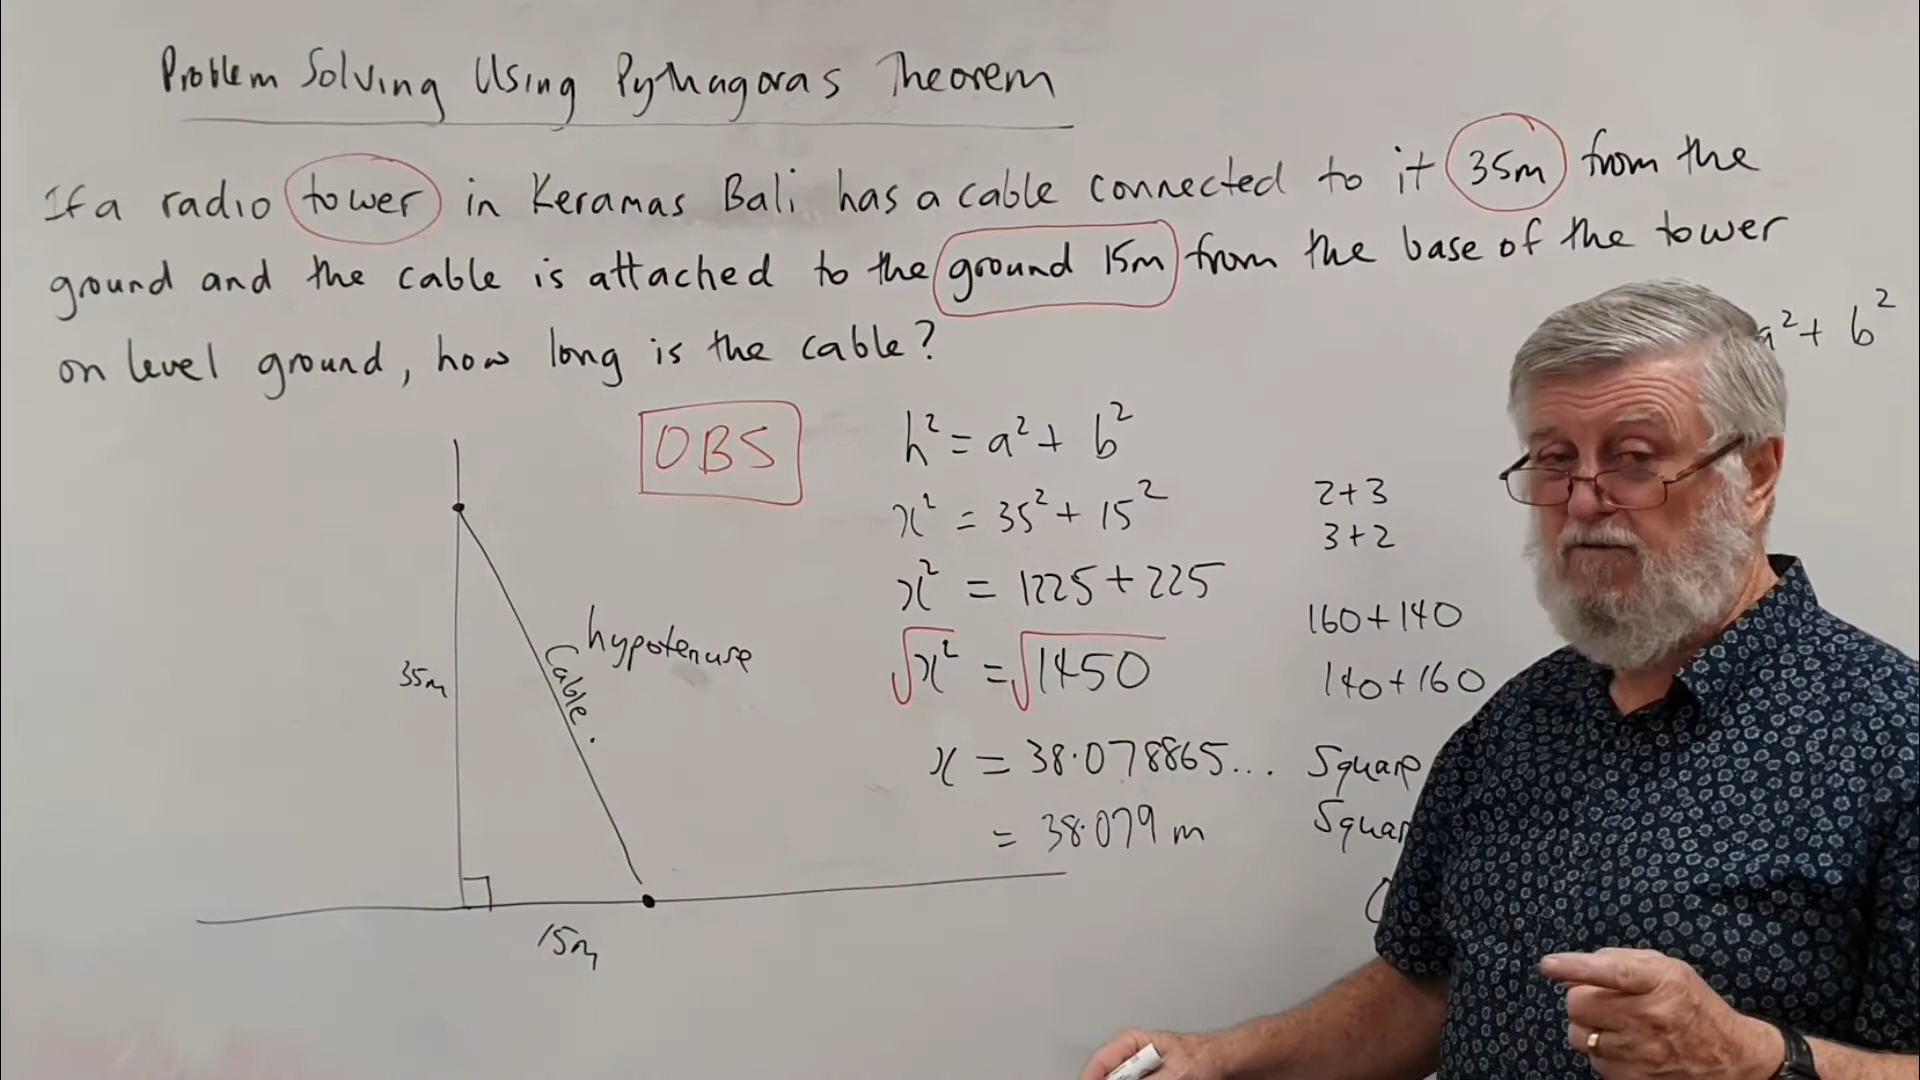 Problem Solving Using Pythagoras Theorem
If a radio tower in Keramas Bali has a cable connected to it 35m from the
ground and the cable is attached to the ground 15m from the base of the tower
on level ground, how long is the cable?
a² + b²
OBS
h² = a² + b²
x² = 35² + 15²
x² = 1225 + 225
√x² = √1450
x = 38.078865...
= 38.079 m
2+3
3+2
160+140
140+160
Square
35m
Cable.
hypotenuse
15m